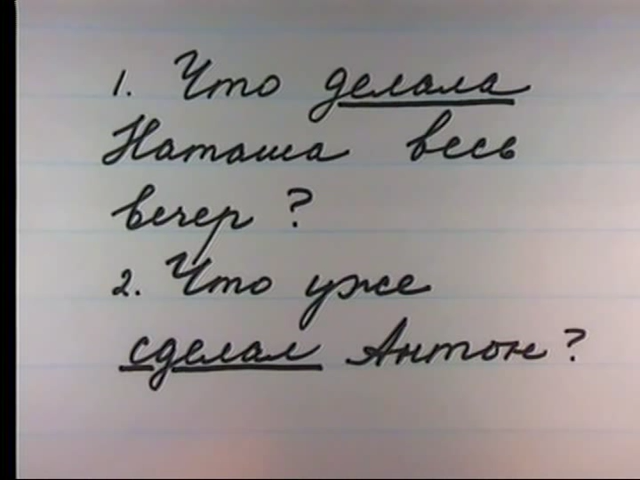 1. Что делала
Наташа весь
вечер?
2. Что уже
сделал Антон?